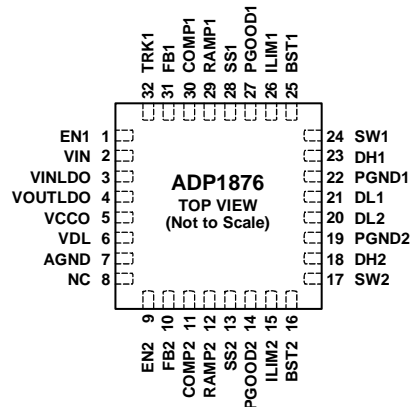 32 TRK1
31 FB1
30 COMP1
29 RAMP1
28 SS1
27 PGOOD1
26 ILIM1
25 BST1
EN1 1
VIN 2
VINLDO 3
VOUTLDO 4
VCCO 5
VDL 6
AGND 7
NC 8
ADP1876
TOP VIEW
(Not to Scale)
24 SW1
23 DH1
22 PGND1
21 DL1
20 DL2
19 PGND2
18 DH2
17 SW2
EN2 9
FB2 10
COMP2 11
RAMP2 12
SS2 13
PGOOD2 14
ILIM2 15
BST2 16